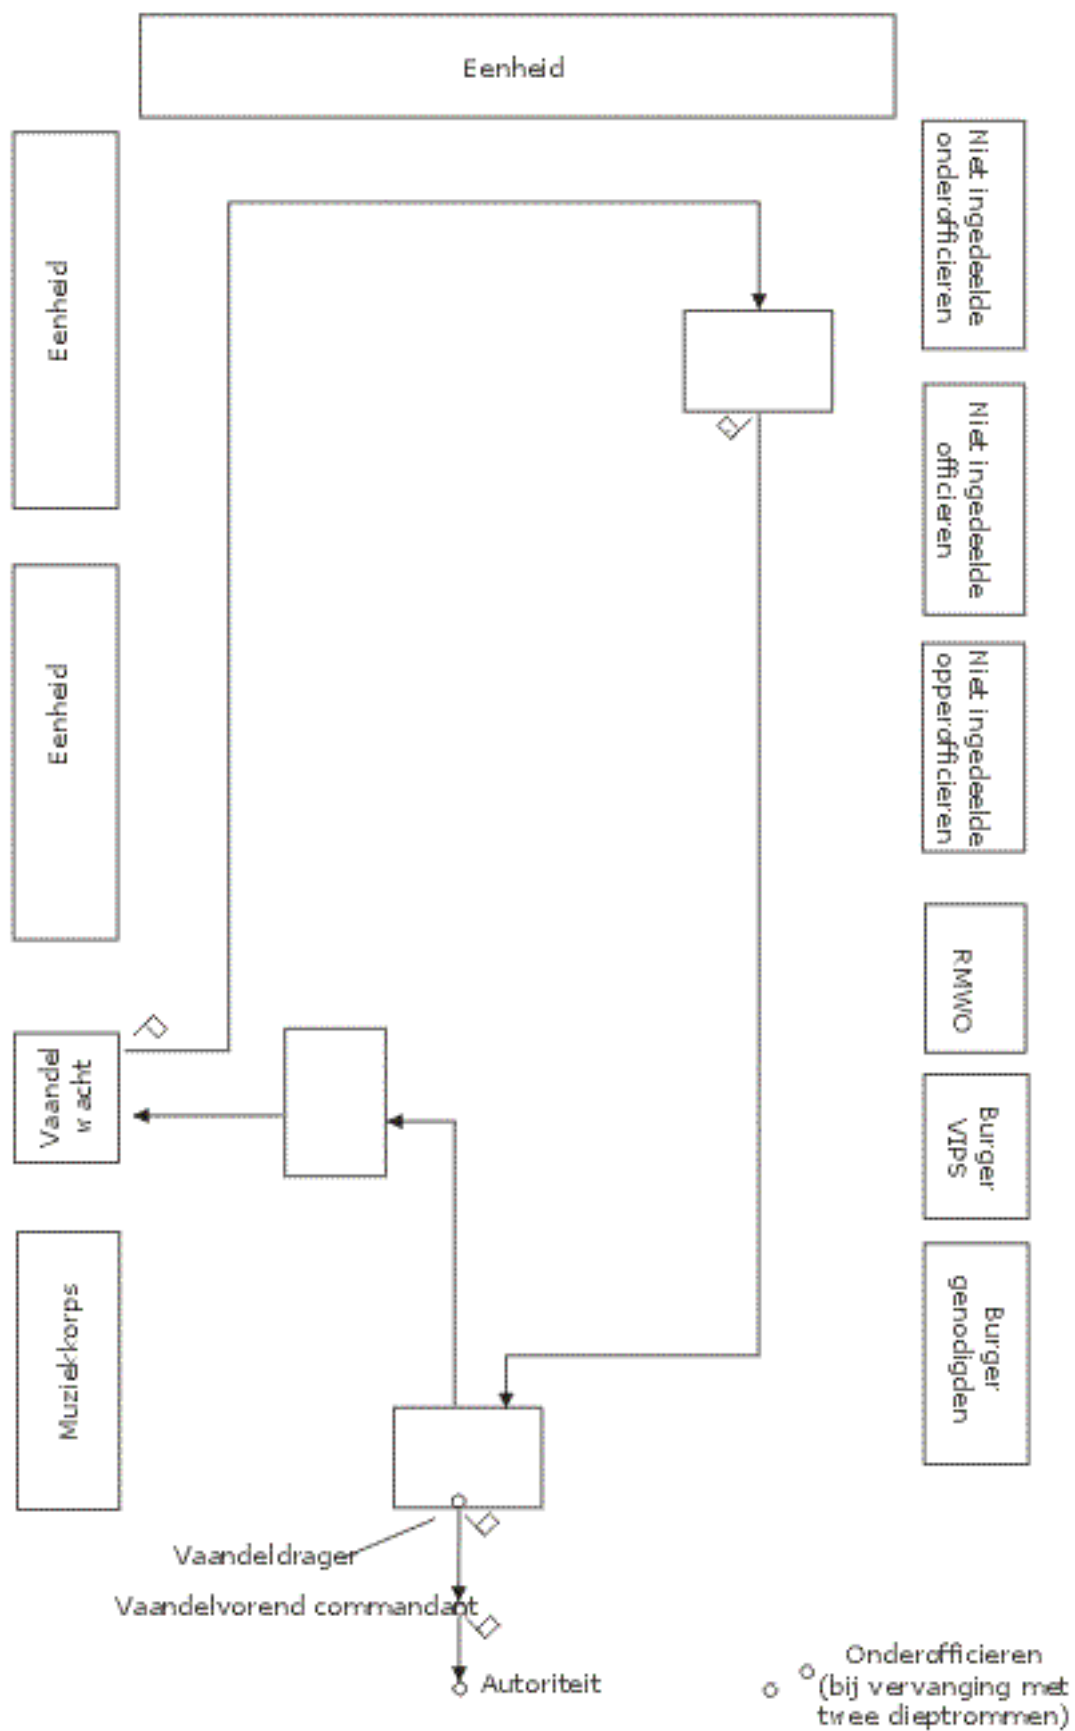 Eenheid
Eenheid
Niet ingedeelde
onderofficieren
Niet ingedeelde
officieren
Eenheid
Niet ingedeelde
opperofficieren
RMWO
Vaandel
wacht
Burger
VIPS
Muziekkorps
Burger
genodigden
Vaandeldrager
Vaandelvorend commandant
Autoriteit
Onderofficieren
(bij vervanging met
twee dieptrommen)